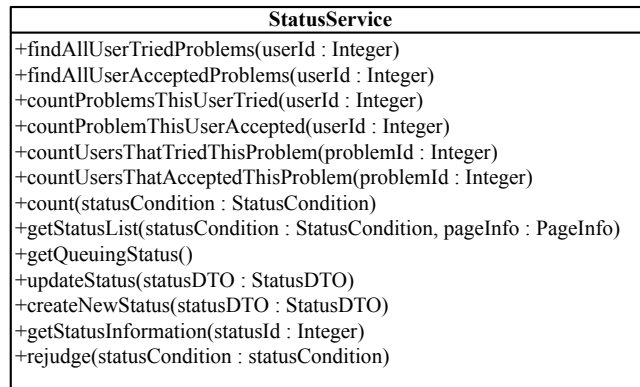 StatusService
+findAllUserTriedProblems(userId : Integer)
+findAllUserAcceptedProblems(userId : Integer)
+countProblemsThisUserTried(userId : Integer)
+countProblemThisUserAccepted(userId : Integer)
+countUsersThatTriedThisProblem(problemId : Integer)
+countUsersThatAcceptedThisProblem(problemId : Integer)
+count(statusCondition : StatusCondition)
+getStatusList(statusCondition : StatusCondition, pageInfo : PageInfo)
+getQueuingStatus()
+updateStatus(statusDTO : StatusDTO)
+createNewStatus(statusDTO : StatusDTO)
+getStatusInformation(statusId : Integer)
+rejudge(statusCondition : statusCondition)